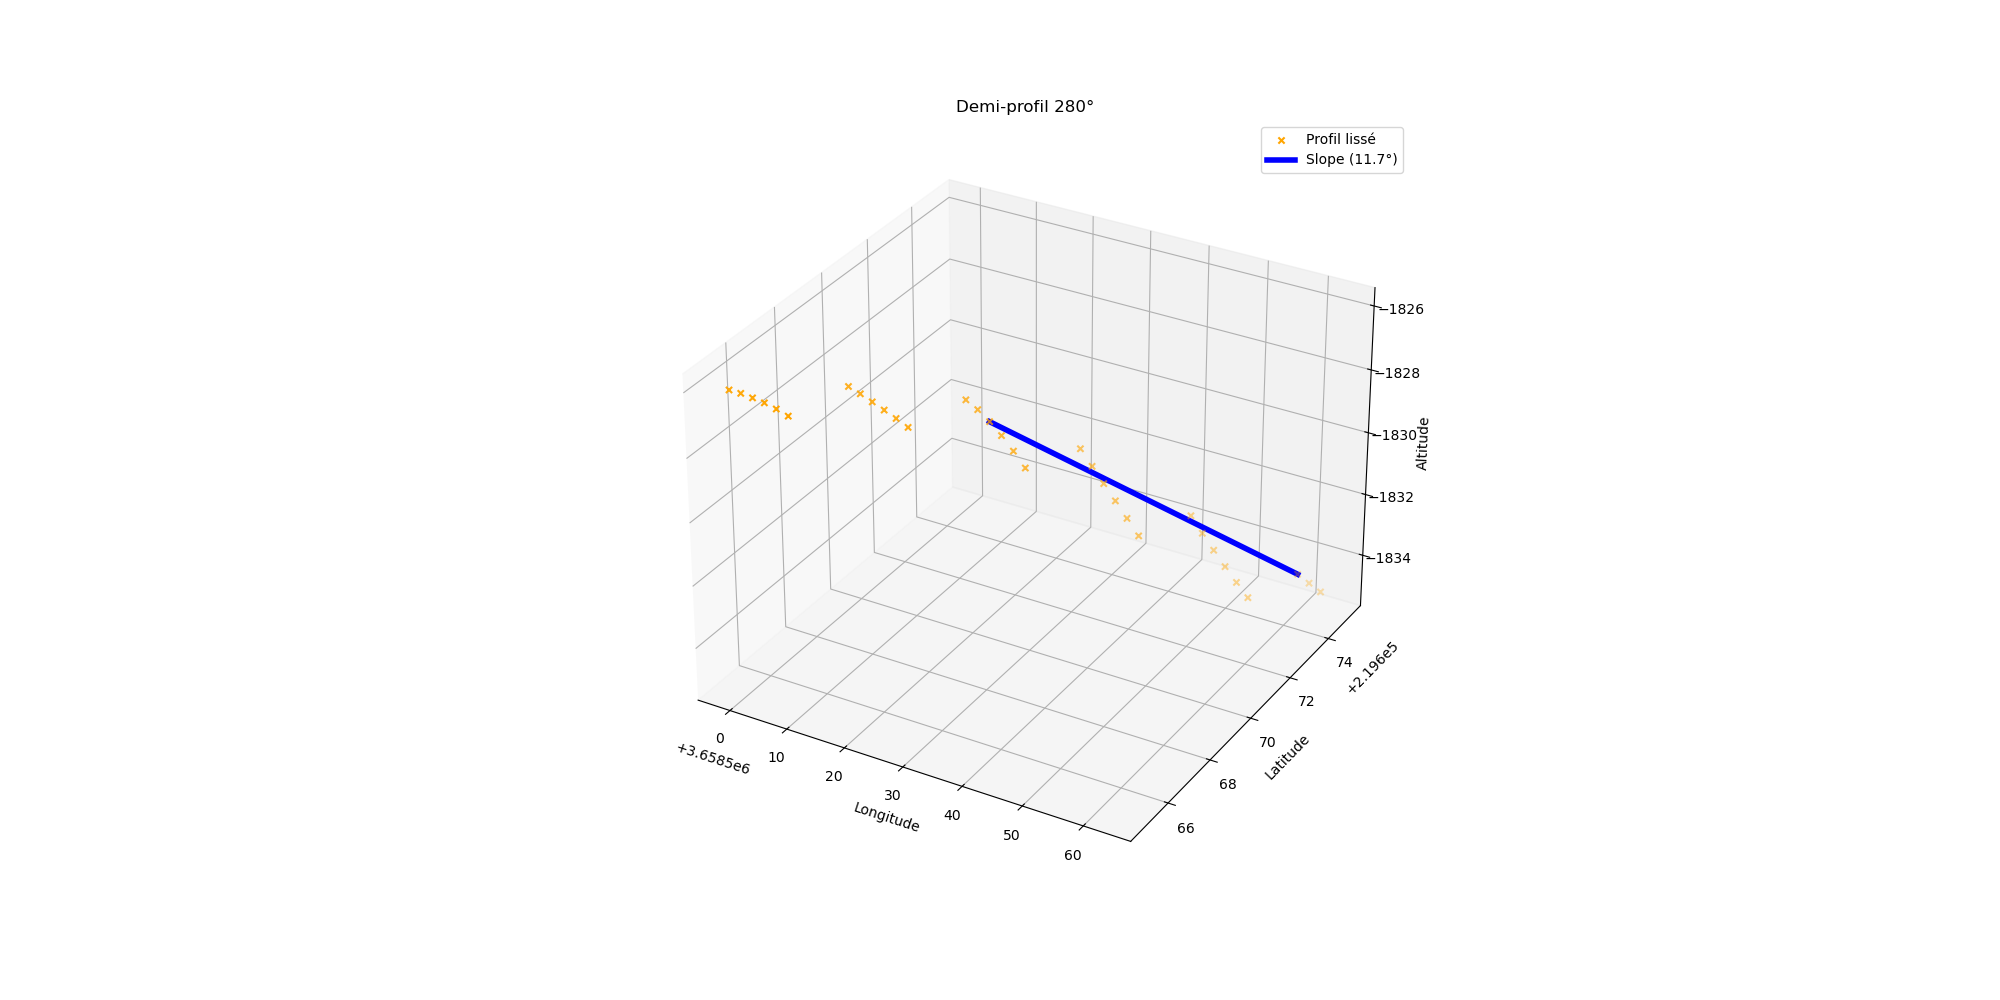 Demi-profil 280°
Profil lissé
Slope (11.7°)
−1826
−1828
−1830
−1832
−1834
Altitude
74
72
70
68
66
+2.196e5
Latitude
0
10
20
30
40
50
60
+3.6585e6
Longitude